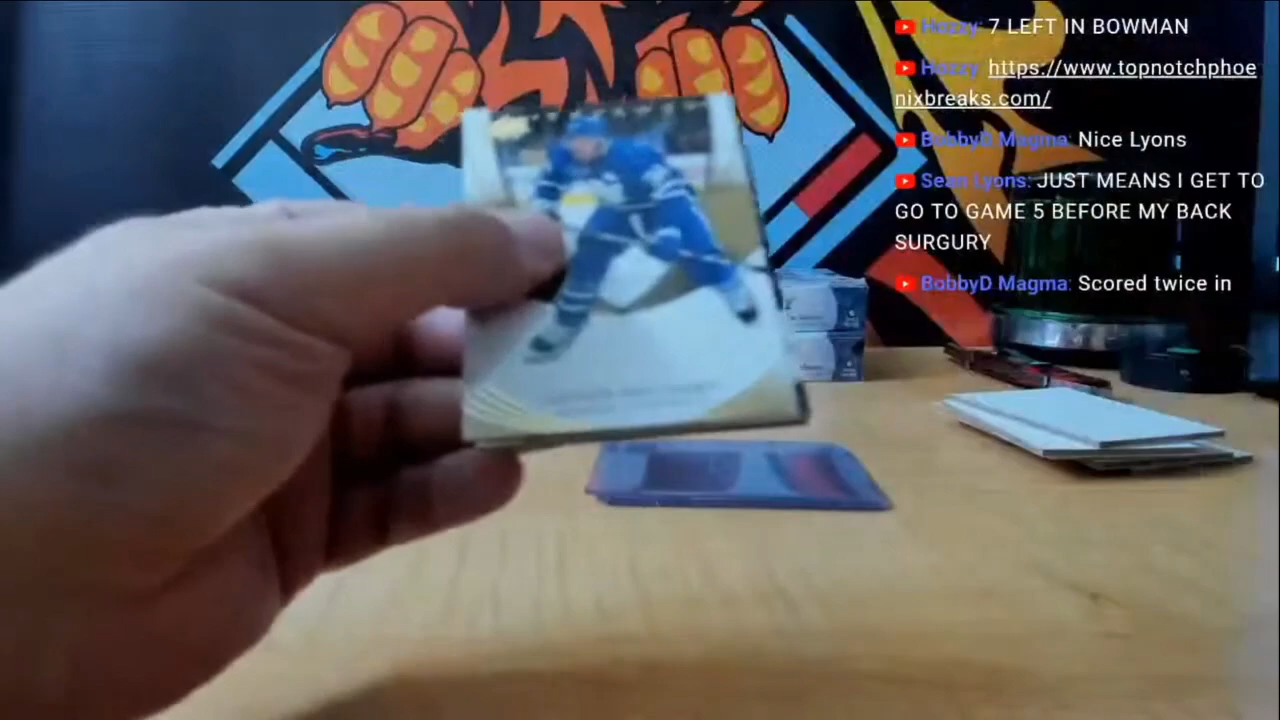 Hozzy: 7 LEFT IN BOWMAN
Hozzy: https://www.topnotchphoe
nixbreaks.com/
BobbyD Magma: Nice Lyons
Sean Lyons: JUST MEANS I GET TO
GO TO GAME 5 BEFORE MY BACK
SURGURY
BobbyD Magma: Scored twice in